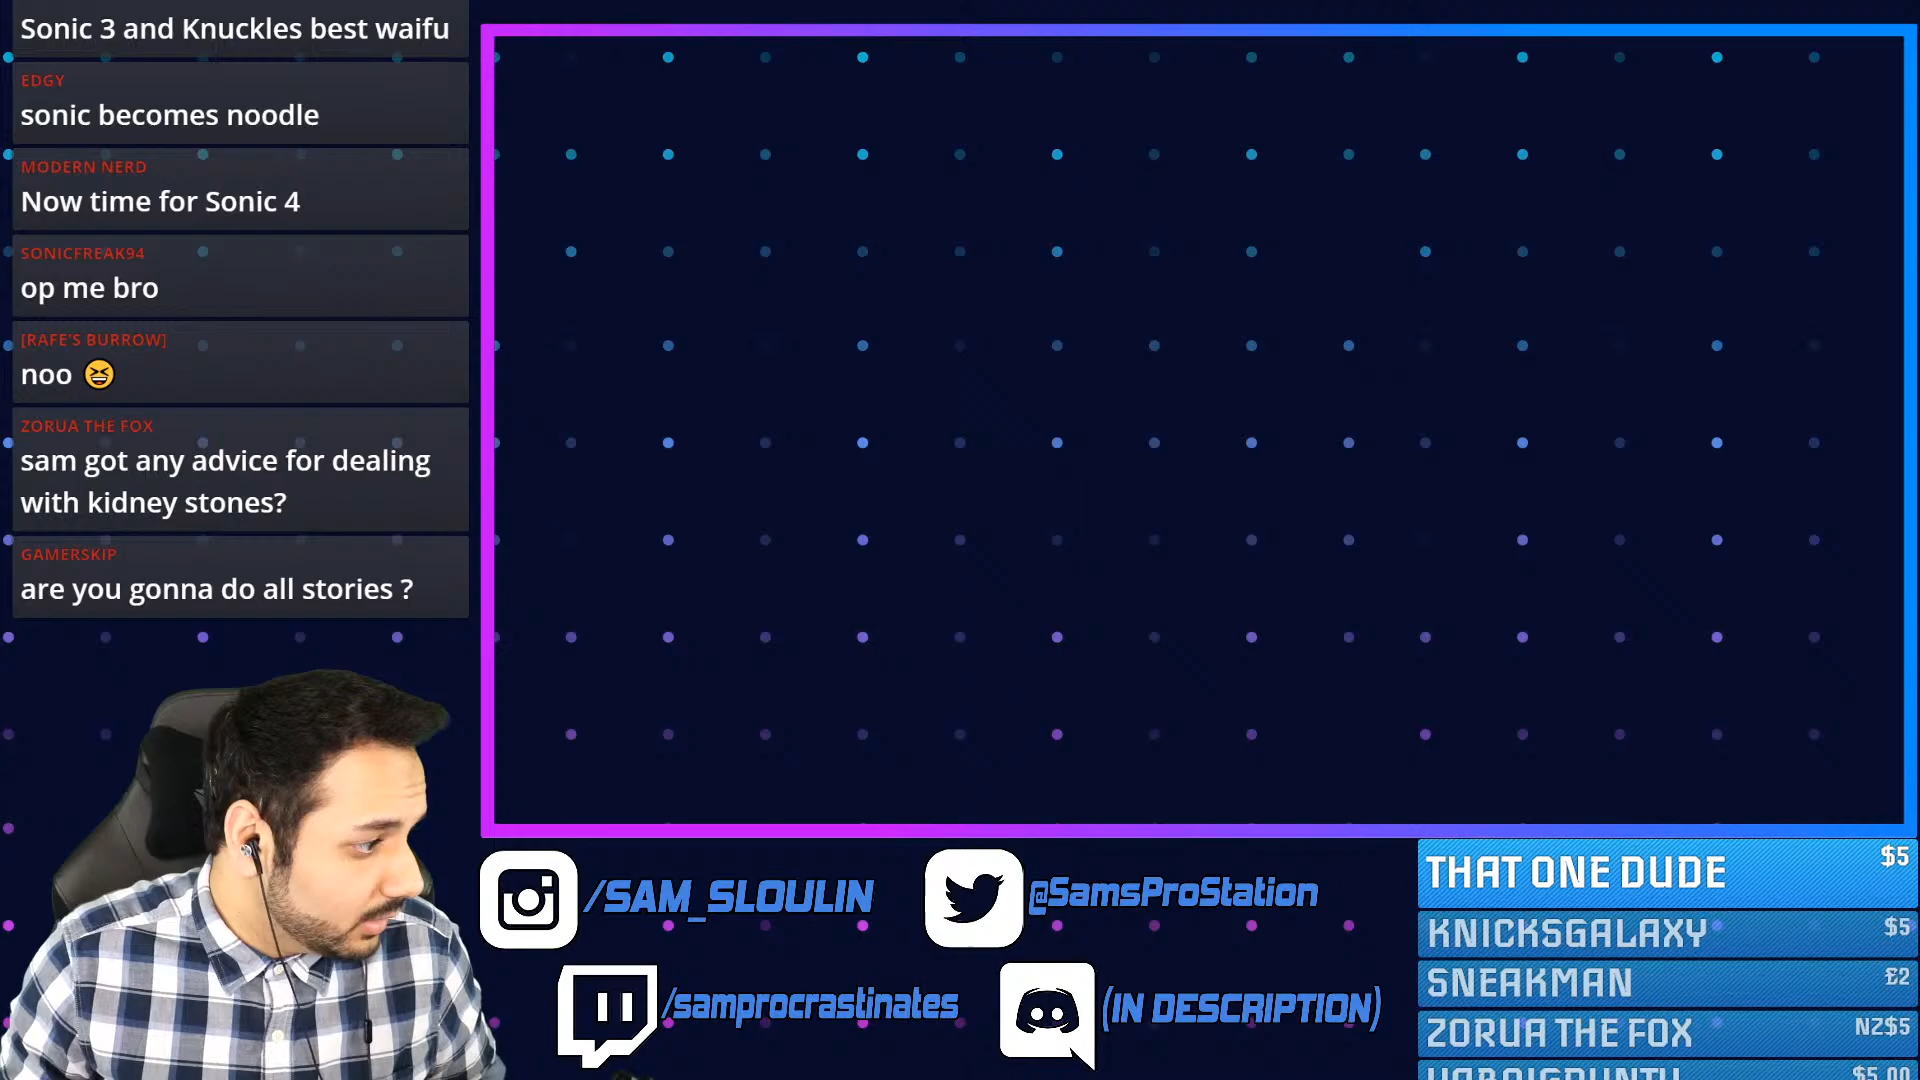 Sonic 3 and Knuckles best waifu
EDGY
sonic becomes noodle
MODERN NERD
Now time for Sonic 4
SONICFREAK94
op me bro
[RAFE'S BURROW]
noo 😆
ZORUA THE FOX
sam got any advice for dealing
with kidney stones?
GAMERSKIP
are you gonna do all stories ?
/SAM_SLOULIN
@SamsProStation
/samprocrastinates
(IN DESCRIPTION)
THAT ONE DUDE $5
KNICKSGALAXY $5
SNEAKMAN £2
ZORUA THE FOX NZ$5
$5.00